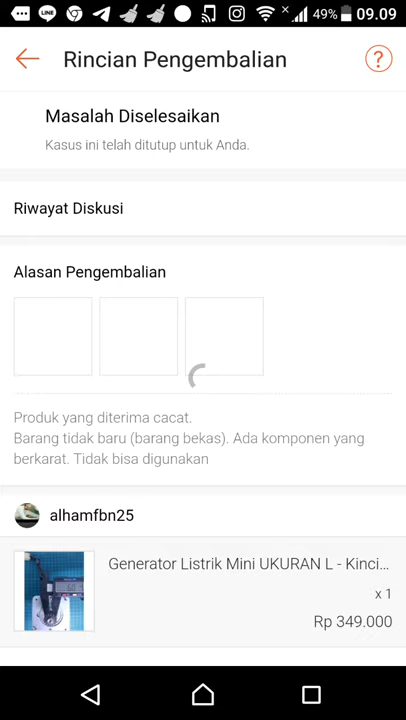 LINE
49%
09.09
Rincian Pengembalian
?
Masalah Diselesaikan
Kasus ini telah ditutup untuk Anda.
Riwayat Diskusi
Alasan Pengembalian
Produk yang diterima cacat.
Barang tidak baru (barang bekas). Ada komponen yang
berkarat. Tidak bisa digunakan
alhamfbn25
Generator Listrik Mini UKURAN L - Kinci...
x 1
Rp 349.000